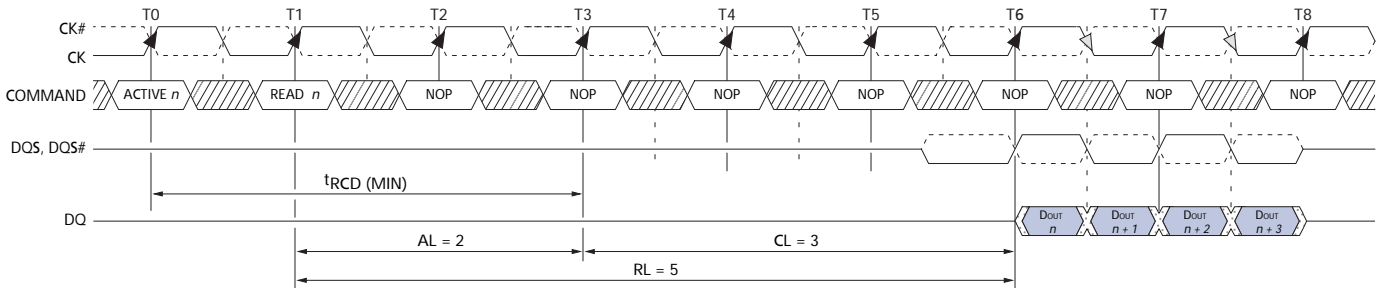 T0 T1 T2 T3 T4 T5 T6 T7 T8
CK#
CK
COMMAND ACTIVE n READ n NOP NOP NOP NOP NOP NOP NOP
DQS, DQS#
tRCD (MIN)
DQ DOUT n DOUT n + 1 DOUT n + 2 DOUT n + 3
AL = 2 CL = 3
RL = 5